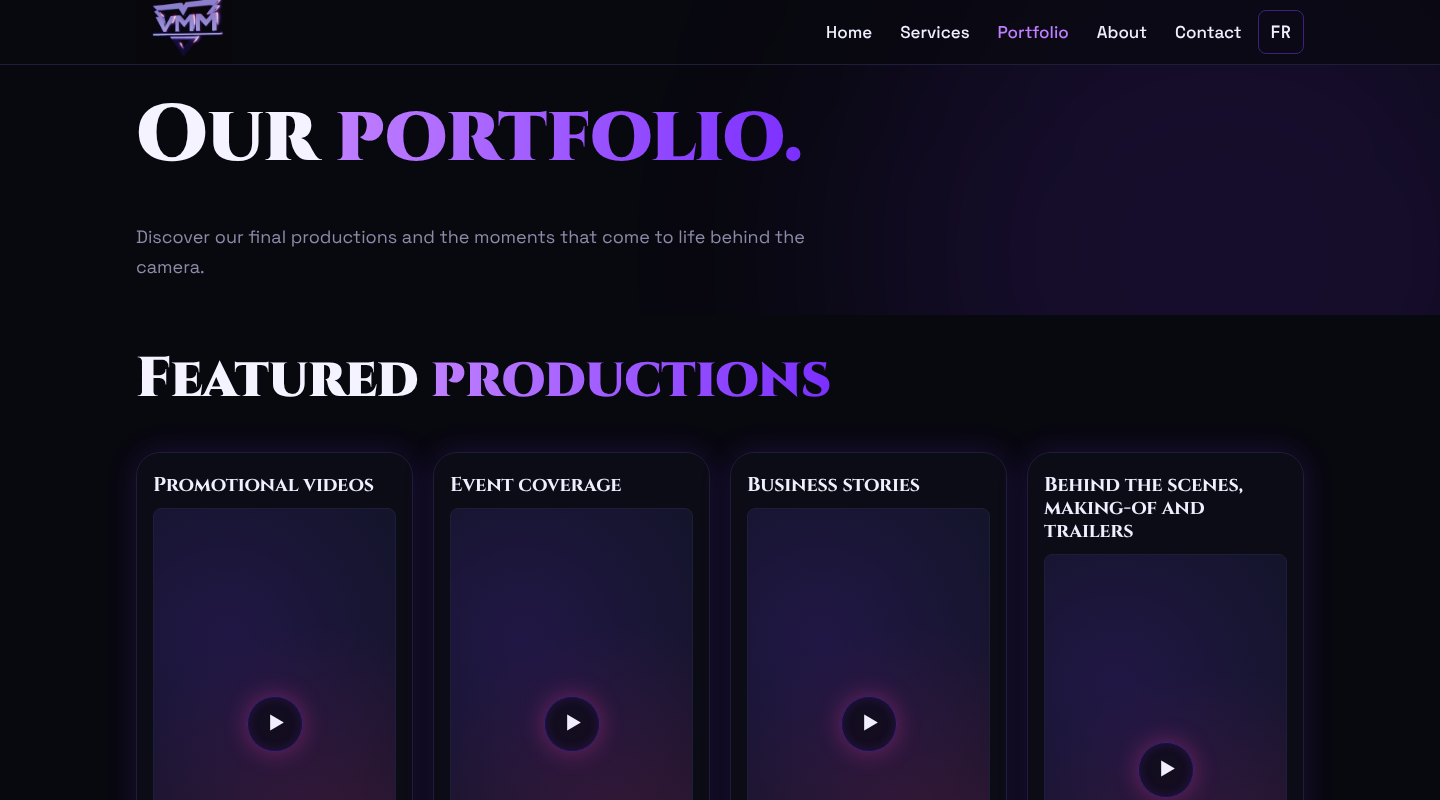 VMM
Home Services Portfolio About Contact FR
Our portfolio.
Discover our final productions and the moments that come to life behind the
camera.
Featured productions
Promotional videos
Event coverage
Business stories
Behind the scenes,
making-of and
trailers